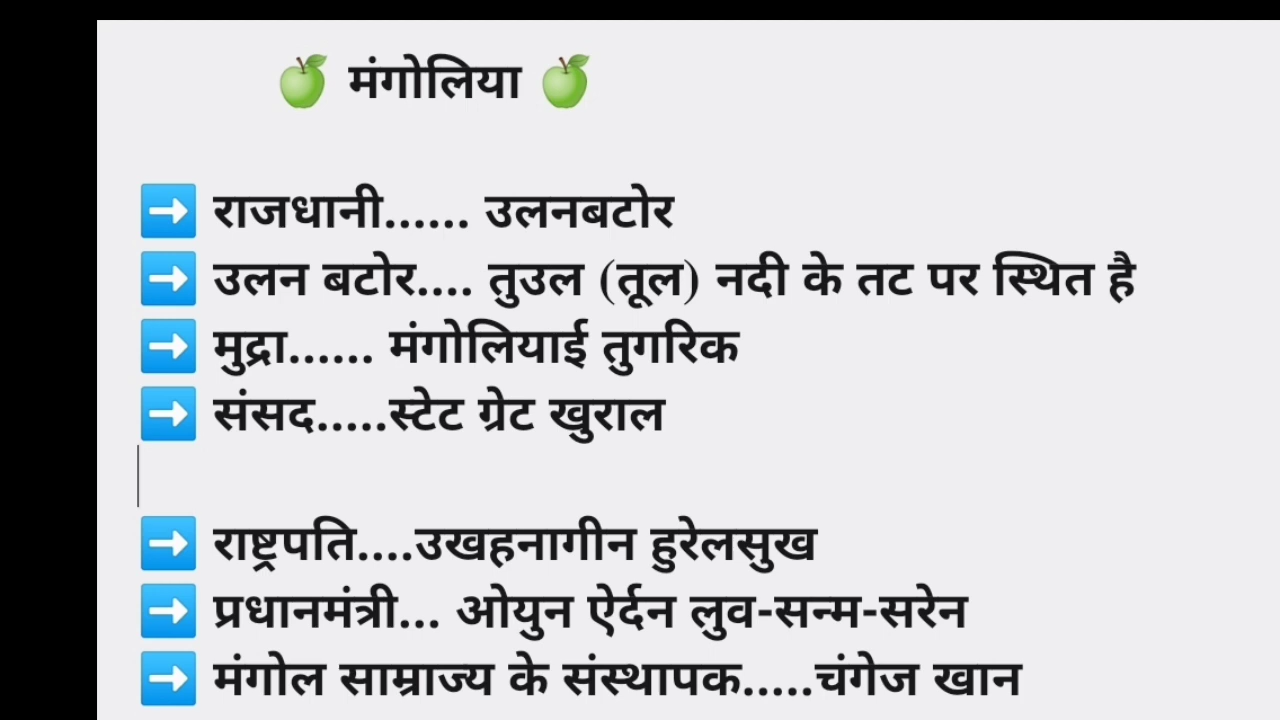 🍏 मंगोलिया 🍏
➡️ राजधानी...... उलनबटोर
➡️ उलन बटोर.... तुउल (तूल) नदी के तट पर स्थित है
➡️ मुद्रा...... मंगोलियाई तुगरिक
➡️ संसद.....स्टेट ग्रेट खुराल
➡️ राष्ट्रपति....उखहनागीन हुरेलसुख
➡️ प्रधानमंत्री... ओयुन ऐर्दन लुव-सन्म-सरेन
➡️ मंगोल साम्राज्य के संस्थापक.....चंगेज खान